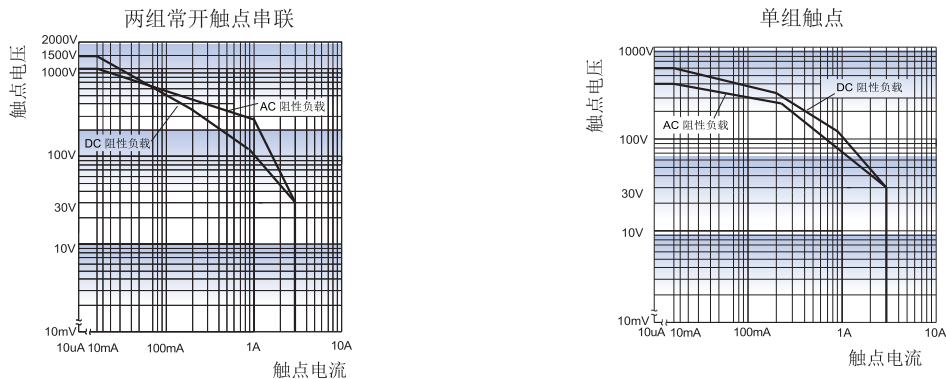 两组常开触点串联
触点电压
2000V
1500V
1000V
100V
30V
10V
10mV
AC 阻性负载
DC 阻性负载
10uA 10mA 100mA 1A 10A
触点电流
单组触点
触点电压
1000V
100V
30V
10V
10mV
DC 阻性负载
AC 阻性负载
10uA 10mA 100mA 1A 10A
触点电流